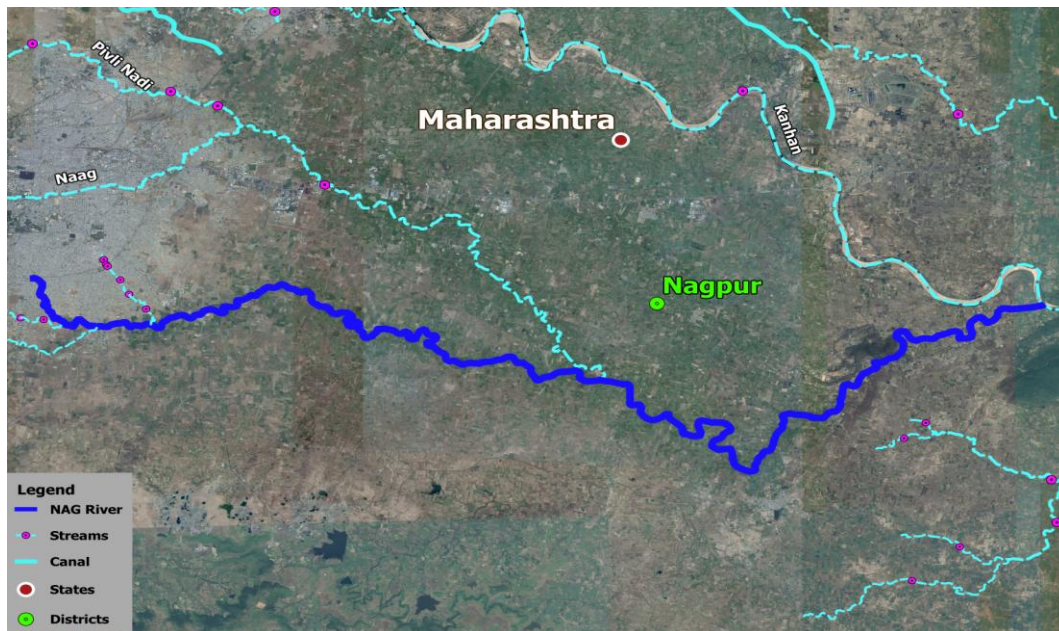 Pivli Nadi
Maharashtra
Kanhan
Naag
Nagpur
Legend
NAG River
Streams
Canal
States
Districts